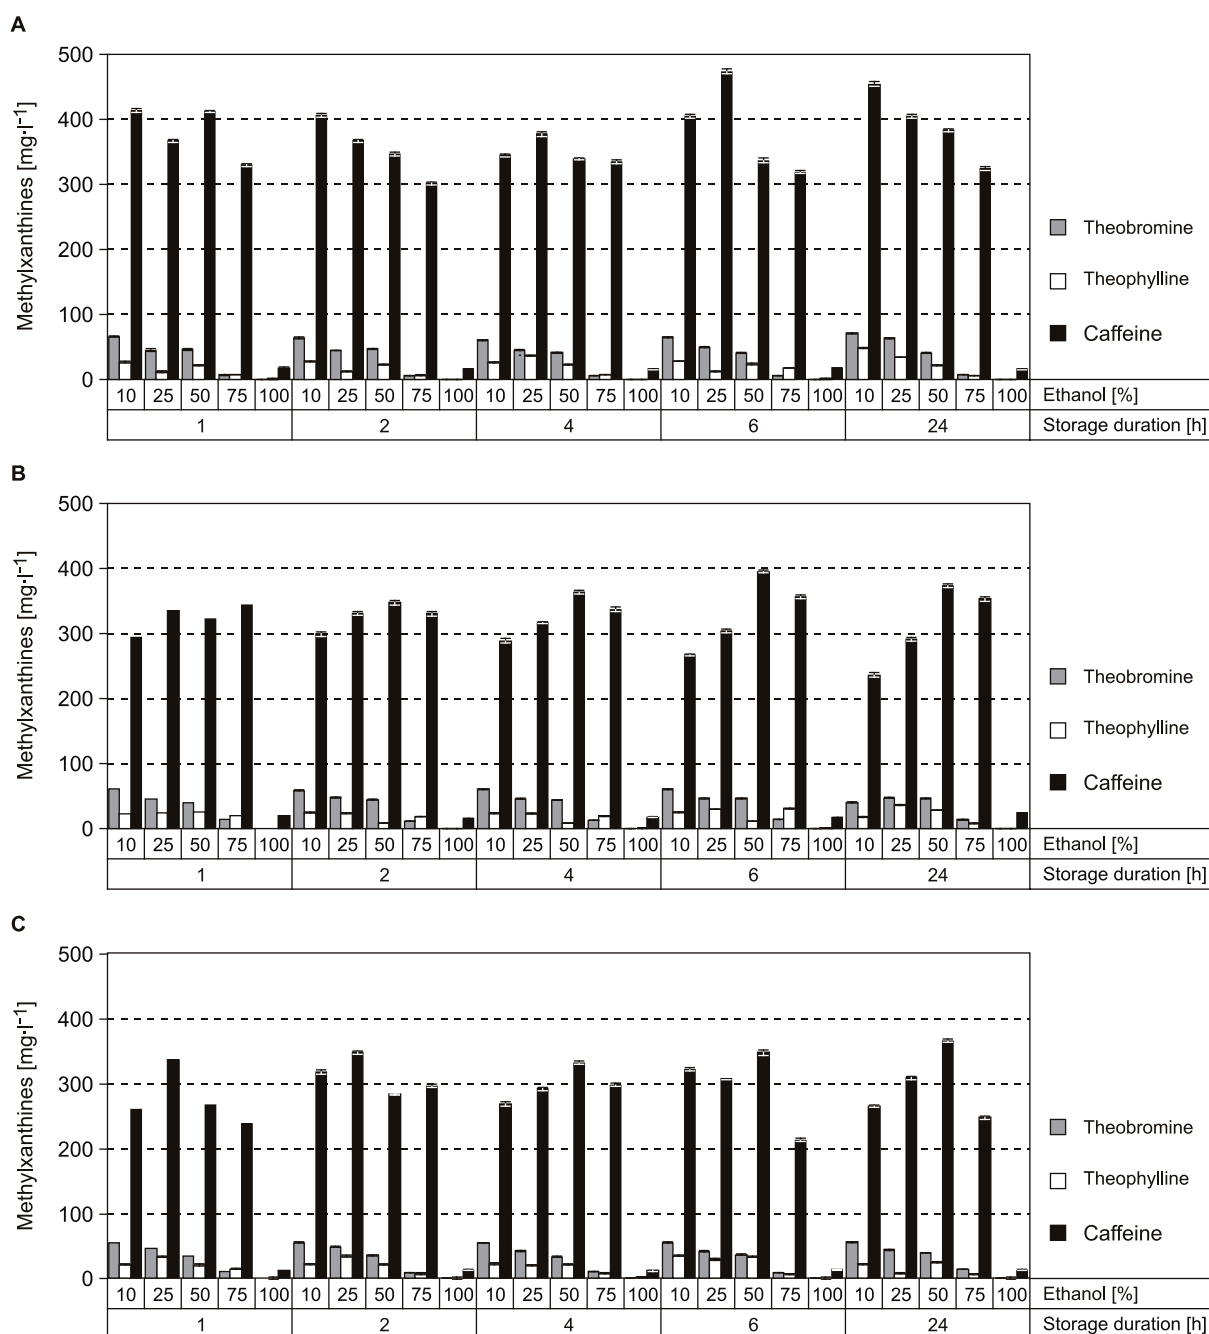 A
500
400
300
200
100
0
Methylxanthines [mg·l⁻¹]
Theobromine
Theophylline
Caffeine
10 25 50 75 100 10 25 50 75 100 10 25 50 75 100 10 25 50 75 100 10 25 50 75 100 Ethanol [%]
1 2 4 6 24 Storage duration [h]
B
500
400
300
200
100
0
Methylxanthines [mg·l⁻¹]
Theobromine
Theophylline
Caffeine
10 25 50 75 100 10 25 50 75 100 10 25 50 75 100 10 25 50 75 100 10 25 50 75 100 Ethanol [%]
1 2 4 6 24 Storage duration [h]
C
500
400
300
200
100
0
Methylxanthines [mg·l⁻¹]
Theobromine
Theophylline
Caffeine
10 25 50 75 100 10 25 50 75 100 10 25 50 75 100 10 25 50 75 100 10 25 50 75 100 Ethanol [%]
1 2 4 6 24 Storage duration [h]